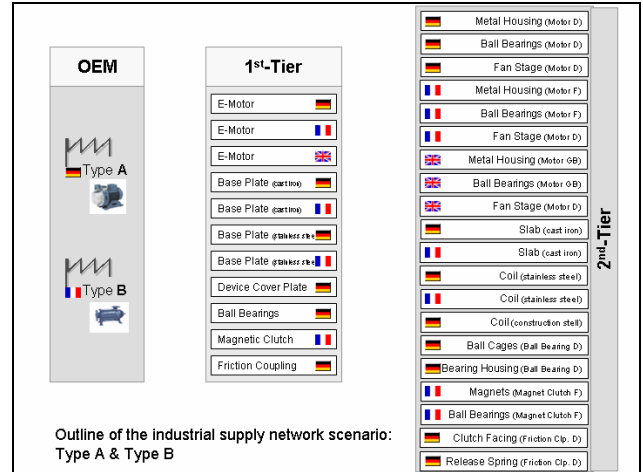 OEM
Type A
Type B
1st-Tier
E-Motor
E-Motor
E-Motor
Base Plate (cast iron)
Base Plate (cast iron)
Base Plate (stainless stee
Base Plate (stainless stee
Device Cover Plate
Ball Bearings
Magnetic Clutch
Friction Coupling
Metal Housing (Motor D)
Ball Bearings (Motor D)
Fan Stage (Motor D)
Metal Housing (Motor F)
Ball Bearings (Motor F)
Fan Stage (Motor D)
Metal Housing (Motor GB)
Ball Bearings (Motor GB)
Fan Stage (Motor D)
Slab (cast iron)
Slab (cast iron)
Coil (stainless steel)
Coil (stainless steel)
Coil (construction stell)
Ball Cages (Ball Bearing D)
Bearing Housing (Ball Bearing D)
Magnets (Magnet Clutch F)
Ball Bearings (Magnet Clutch F)
Clutch Facing (Friction Clp. D)
Release Spring (Friction Clp. D)
2nd-Tier
Outline of the industrial supply network scenario:
Type A & Type B